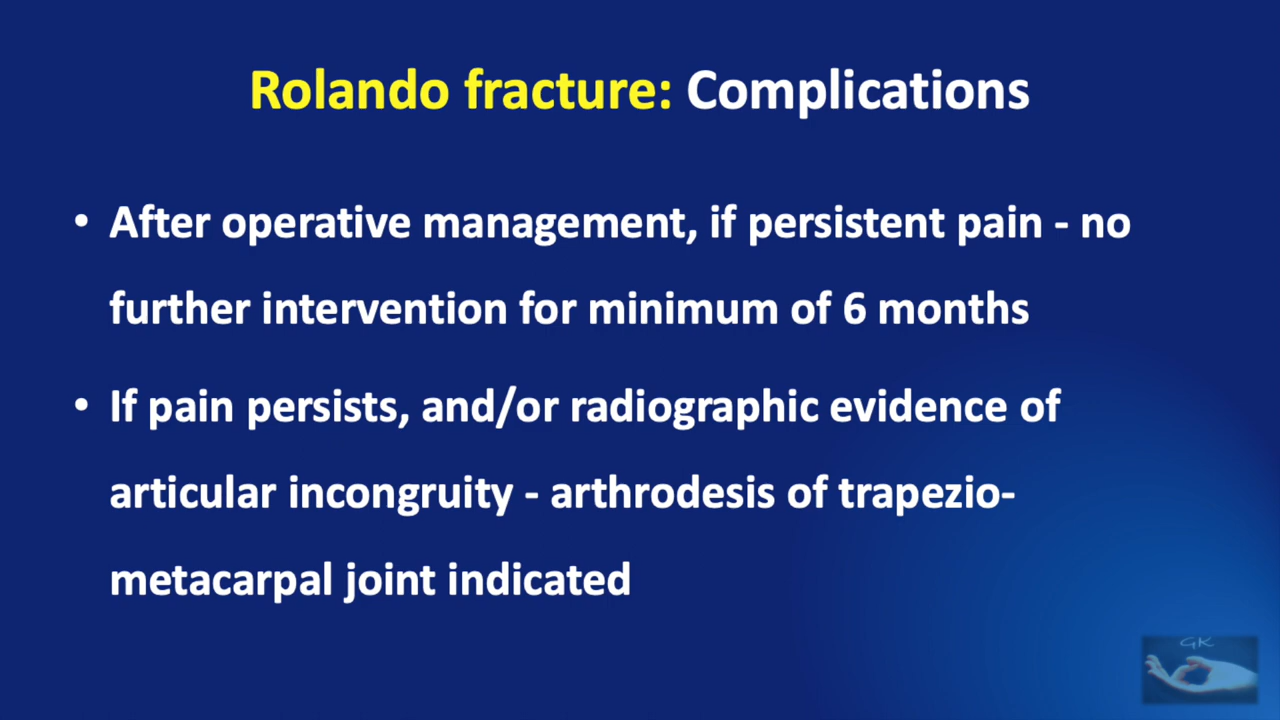 Rolando fracture: Complications
• After operative management, if persistent pain - no
further intervention for minimum of 6 months
• If pain persists, and/or radiographic evidence of
articular incongruity - arthrodesis of trapezio-
metacarpal joint indicated
GK